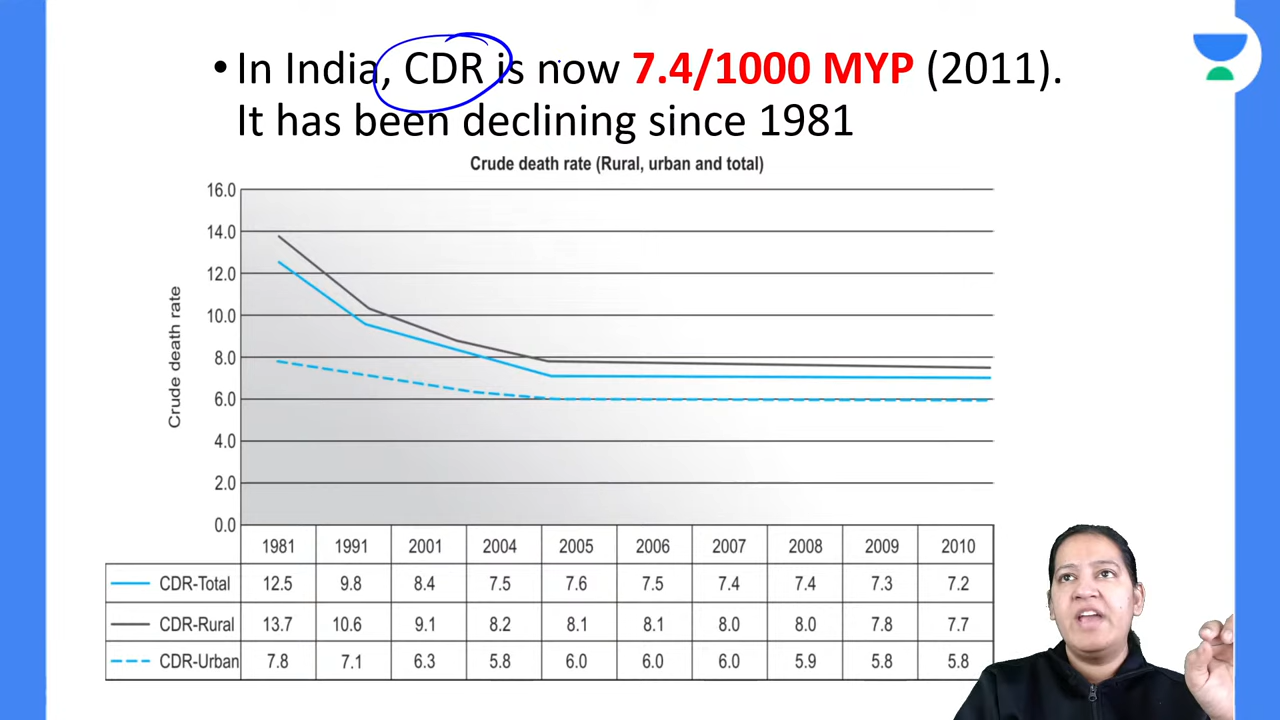 • In India, CDR is now 7.4/1000 MYP (2011).
It has been declining since 1981
Crude death rate (Rural, urban and total)
Crude death rate
16.0
14.0
12.0
10.0
8.0
6.0
4.0
2.0
0.0
1981 1991 2001 2004 2005 2006 2007 2008 2009 2010
CDR-Total 12.5 9.8 8.4 7.5 7.6 7.5 7.4 7.4 7.3 7.2
CDR-Rural 13.7 10.6 9.1 8.2 8.1 8.1 8.0 8.0 7.8 7.7
CDR-Urban 7.8 7.1 6.3 5.8 6.0 6.0 6.0 5.9 5.8 5.8